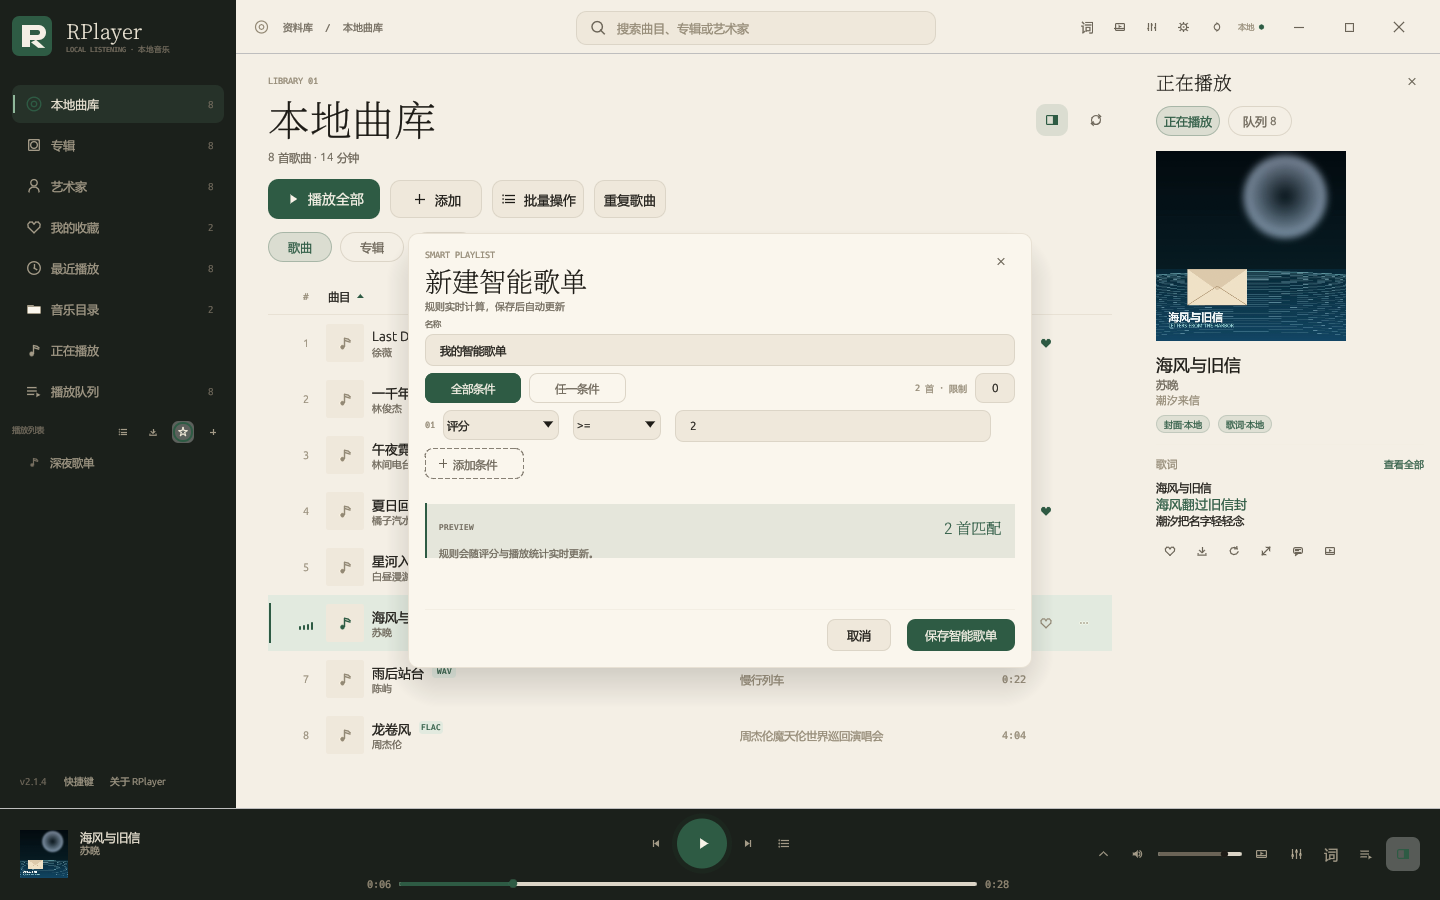 RPlayer
LOCAL LISTENING · 本地音乐
本地曲库 8
专辑 8
艺术家 8
我的收藏 2
最近播放 8
音乐目录 2
正在播放
播放队列 8
播放列表
深夜歌单
v2.1.4 快捷键 关于 RPlayer
资料库 / 本地曲库
搜索曲目、专辑或艺术家
词
本地
LIBRARY 01
本地曲库
8 首歌曲 · 14 分钟
播放全部
添加
批量操作
重复歌曲
歌曲
专辑
# 曲目
1 Last D
徐薇
2 一千年
林俊杰
3 午夜霓
林间电台
4 夏日回
橘子汽水
5 星河入
白昼漫游
海风与
苏晚
7 雨后站台 WAV 慢行列车 0:22
陈屿
8 龙卷风 FLAC 周杰伦魔天伦世界巡回演唱会 4:04
周杰伦
SMART PLAYLIST
新建智能歌单
规则实时计算，保存后自动更新
名称
我的智能歌单
全部条件
任一条件
2 首 · 限制 0
01 评分 >= 2
+ 添加条件
PREVIEW
2 首匹配
规则会随评分与播放统计实时更新。
取消
保存智能歌单
正在播放
正在播放
队列 8
海风与旧信
LETTERS FROM THE HARBOR
海风与旧信
苏晚
潮汐来信
封面·本地
歌词·本地
歌词
查看全部
海风与旧信
海风翻过旧信封
潮汐把名字轻轻念
海风与旧信
苏晚
0:06
0:28
词